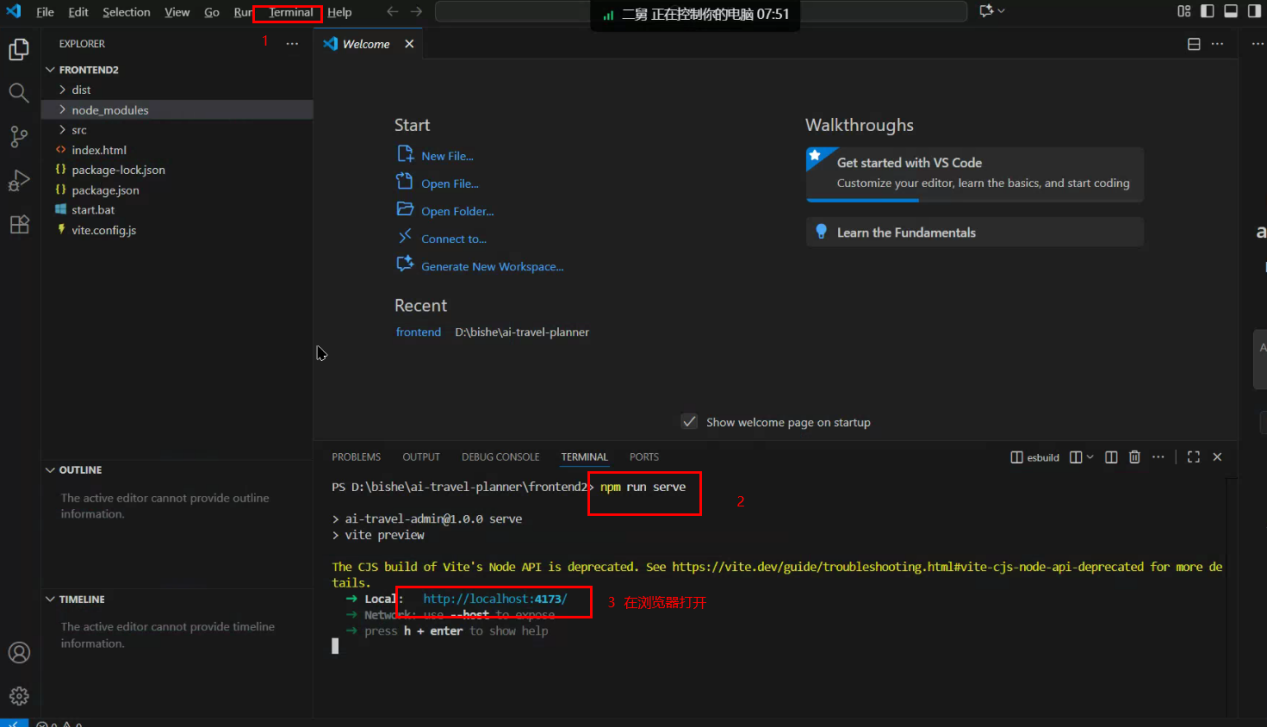 File Edit Selection View Go Run Terminal Help
二舅 正在控制你的电脑 07:51
1
EXPLORER
FRONTEND2
dist
node_modules
src
index.html
package-lock.json
package.json
start.bat
vite.config.js
Welcome
Start
New File...
Open File...
Open Folder...
Connect to...
Generate New Workspace...
Recent
frontend D:\bishe\ai-travel-planner
Walkthroughs
Get started with VS Code
Customize your editor, learn the basics, and start coding
Learn the Fundamentals
Show welcome page on startup
OUTLINE
The active editor cannot provide outline
information.
TIMELINE
The active editor cannot provide timeline
information.
PROBLEMS OUTPUT DEBUG CONSOLE TERMINAL PORTS
esbuild
PS D:\bishe\ai-travel-planner\frontend2> npm run serve
2
> ai-travel-admin@1.0.0 serve
> vite preview
The CJS build of Vite's Node API is deprecated. See https://vite.dev/guide/troubleshooting.html#vite-cjs-node-api-deprecated for more de
tails.
→ Local: http://localhost:4173/
3 在浏览器打开
→ Network: use --host to expose
→ press h + enter to show help